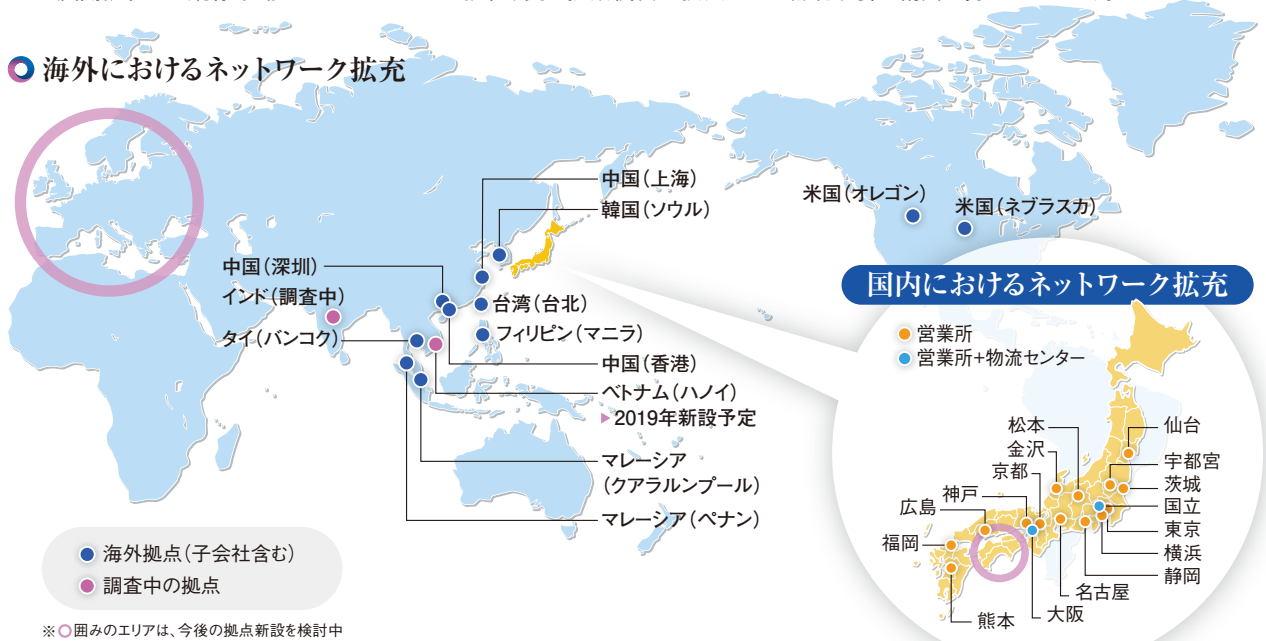 海外におけるネットワーク拡充
中国(上海)
韓国(ソウル)
米国(オレゴン)
米国(ネブラスカ)
中国(深圳)
インド(調査中)
タイ(バンコク)
台湾(台北)
フィリピン(マニラ)
中国(香港)
ベトナム(ハノイ)
▶2019年新設予定
マレーシア
(クアラルンプール)
マレーシア(ペナン)
海外拠点(子会社含む)
調査中の拠点
※○囲みのエリアは、今後の拠点新設を検討中
国内におけるネットワーク拡充
営業所
営業所+物流センター
松本
仙台
金沢
宇都宮
京都
茨城
神戸
国立
広島
東京
福岡
横浜
静岡
名古屋
大阪
熊本